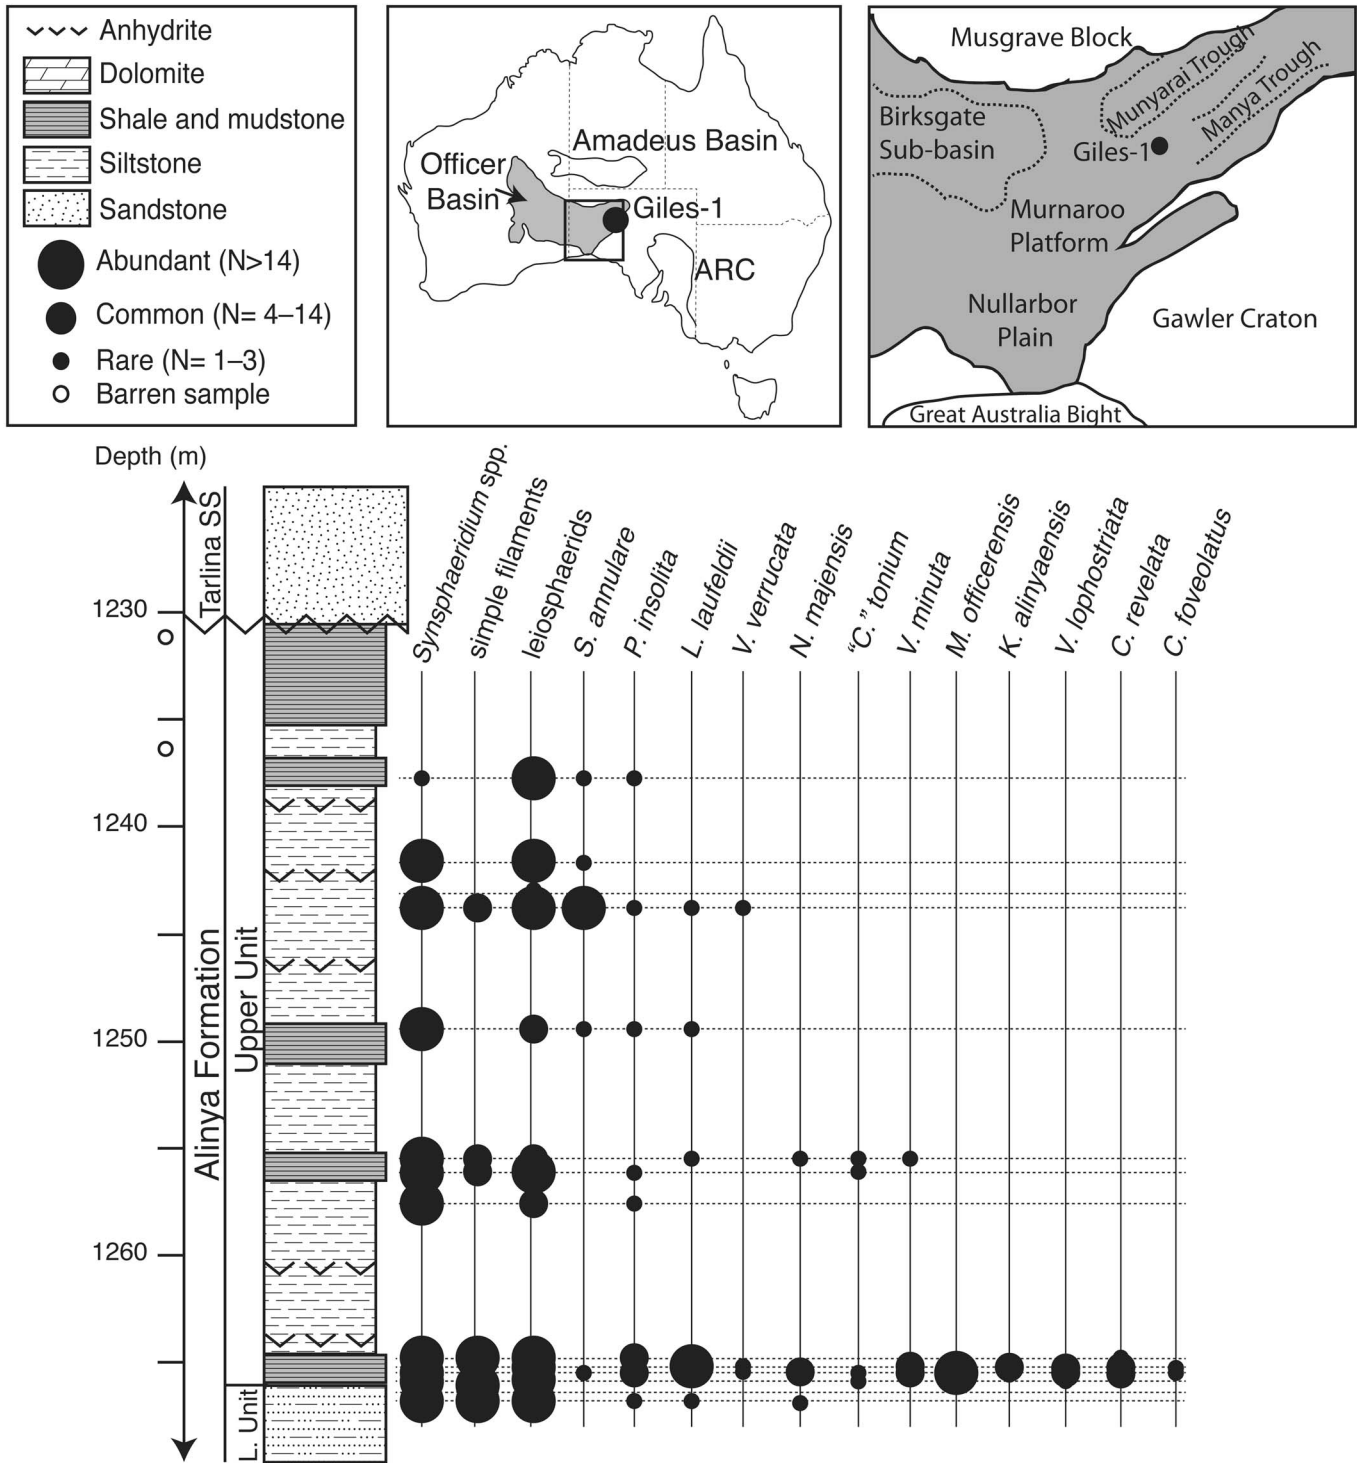 Anhydrite
Dolomite
Shale and mudstone
Siltstone
Sandstone
Abundant (N>14)
Common (N= 4–14)
Rare (N= 1–3)
Barren sample
Amadeus Basin
Officer
Basin
Giles-1
ARC
Musgrave Block
Munyarai Trough
Manya Trough
Birksgate
Sub-basin
Giles-1
Murnaroo
Platform
Nullarbor
Plain
Gawler Craton
Great Australia Bight
Depth (m)
Synsphaeridium spp.
simple filaments
leiosphaerids
S. annulare
P. insolita
L. laufeldii
V. verrucata
N. majensis
“C.” tonium
V. minuta
M. officerensis
K. alinyaensis
V. lophostriata
C. revelata
C. foveolatus
Tarlina SS
1230
1240
1250
1260
Alinya Formation
Upper Unit
L. Unit